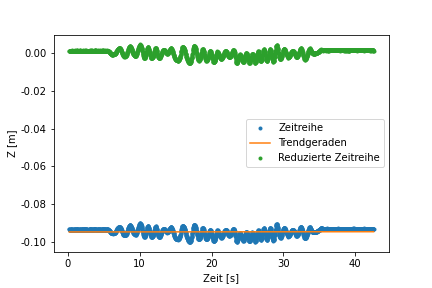 0.00
-0.02
-0.04
-0.06
-0.08
-0.10
Z [m]
Zeitreihe
Trendgeraden
Reduzierte Zeitreihe
0
10
20
30
40
Zeit [s]